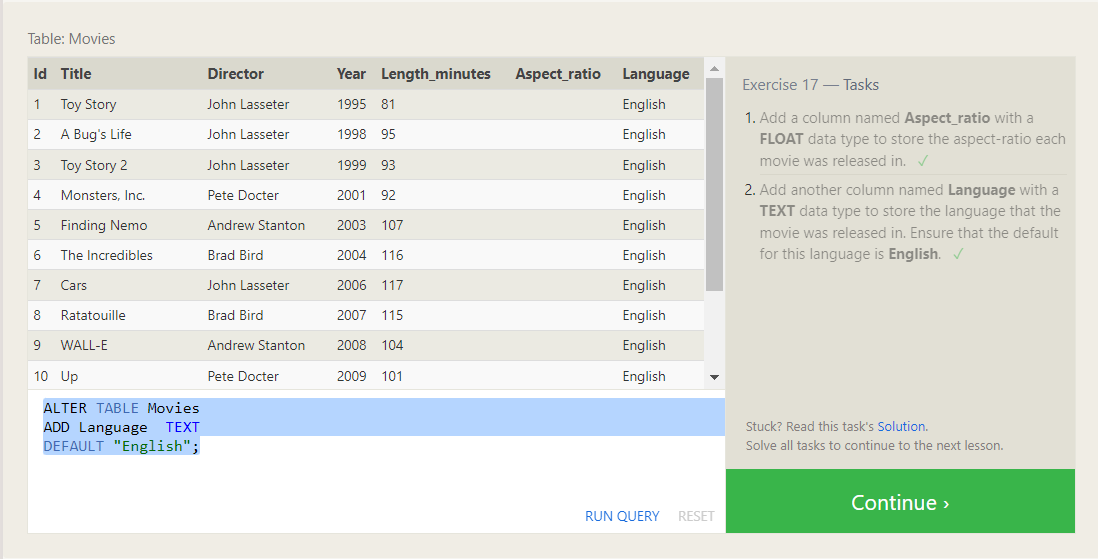 Table: Movies
Id Title Director Year Length_minutes Aspect_ratio Language
1 Toy Story John Lasseter 1995 81 English
2 A Bug's Life John Lasseter 1998 95 English
3 Toy Story 2 John Lasseter 1999 93 English
4 Monsters, Inc. Pete Docter 2001 92 English
5 Finding Nemo Andrew Stanton 2003 107 English
6 The Incredibles Brad Bird 2004 116 English
7 Cars John Lasseter 2006 117 English
8 Ratatouille Brad Bird 2007 115 English
9 WALL-E Andrew Stanton 2008 104 English
10 Up Pete Docter 2009 101 English
ALTER TABLE Movies
ADD Language  TEXT
DEFAULT "English";
RUN QUERY RESET
Exercise 17 — Tasks
1. Add a column named Aspect_ratio with a
FLOAT data type to store the aspect-ratio each
movie was released in. ✓
2. Add another column named Language with a
TEXT data type to store the language that the
movie was released in. Ensure that the default
for this language is English. ✓
Stuck? Read this task's Solution.
Solve all tasks to continue to the next lesson.
Continue ›